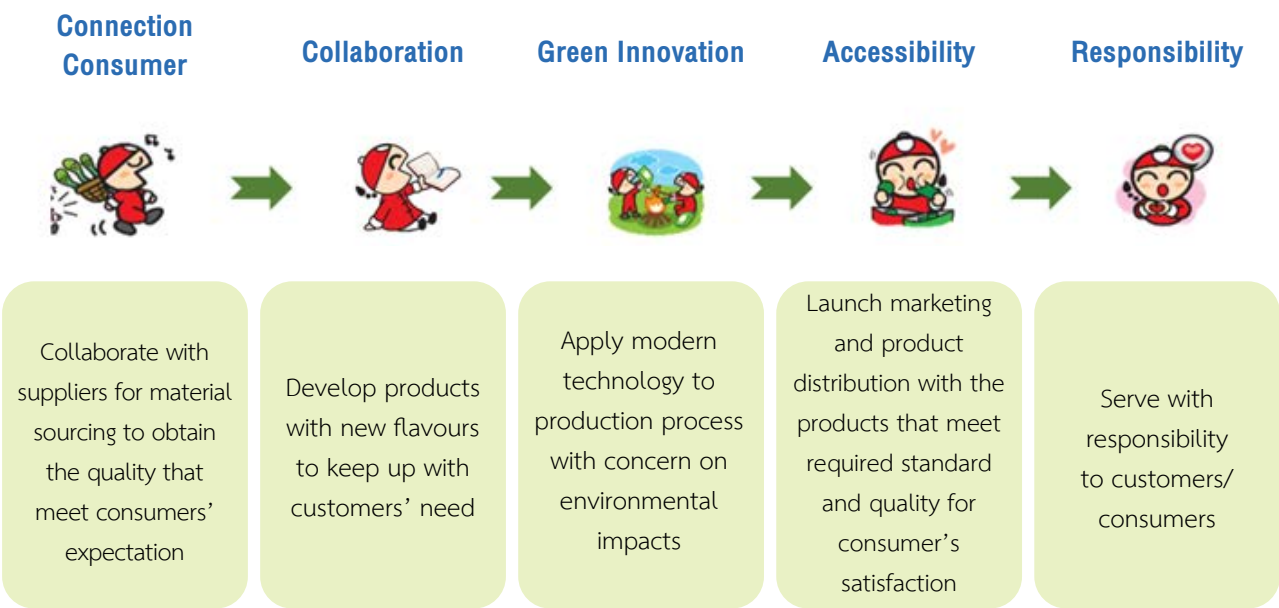 Connection
Consumer
Collaboration
Green Innovation
Accessibility
Responsibility
Collaborate with
suppliers for material
sourcing to obtain
the quality that
meet consumers’
expectation
Develop products
with new flavours
to keep up with
customers’ need
Apply modern
technology to
production process
with concern on
environmental
impacts
Launch marketing
and product
distribution with the
products that meet
required standard
and quality for
consumer’s
satisfaction
Serve with
responsibility
to customers/
consumers